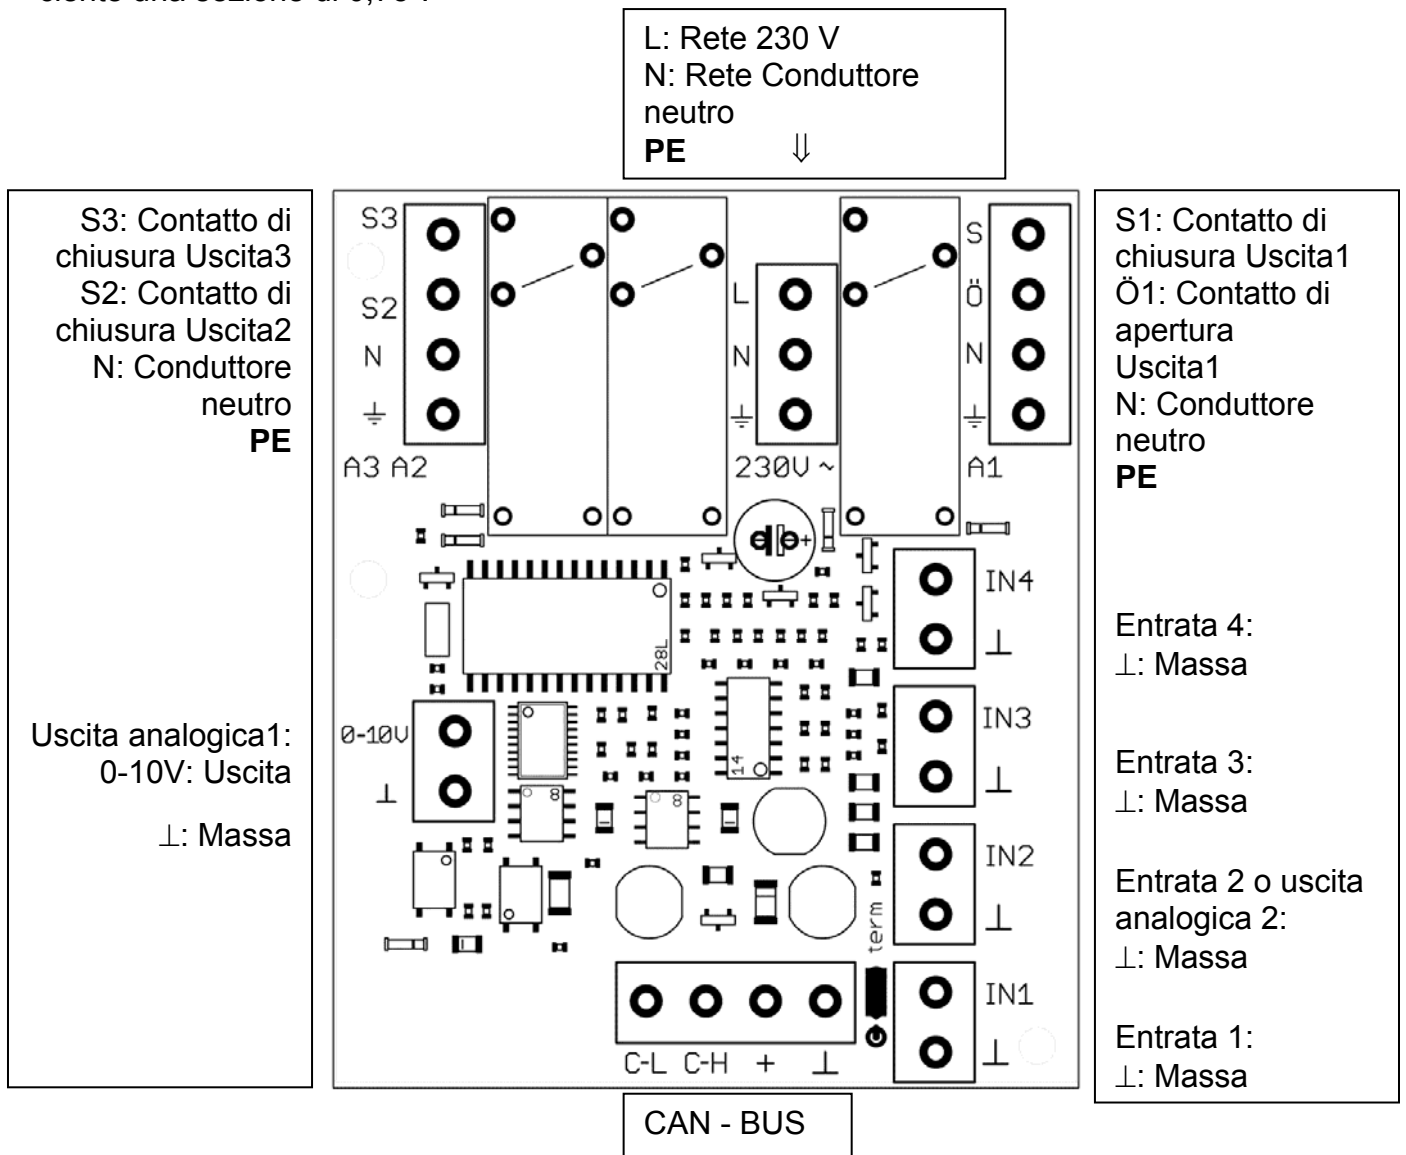 L: Rete 230 V
N: Rete Conduttore
neutro
PE ⇓
S3: Contatto di
chiusura Uscita3
S2: Contatto di
chiusura Uscita2
N: Conduttore
neutro
PE
Uscita analogica1:
0-10V: Uscita
⊥: Massa
S3
S2
N
⏚
A3 A2
L
N
⏚
230V ~
S
Ö
N
⏚
A1
+
28L
14
8
8
0-10V
⊥
IN4
⊥
IN3
⊥
IN2
⊥
IN1
⊥
term
C-L C-H + ⊥
S1: Contatto di
chiusura Uscita1
Ö1: Contatto di
apertura
Uscita1
N: Conduttore
neutro
PE
Entrata 4:
⊥: Massa
Entrata 3:
⊥: Massa
Entrata 2 o uscita
analogica 2:
⊥: Massa
Entrata 1:
⊥: Massa
CAN - BUS